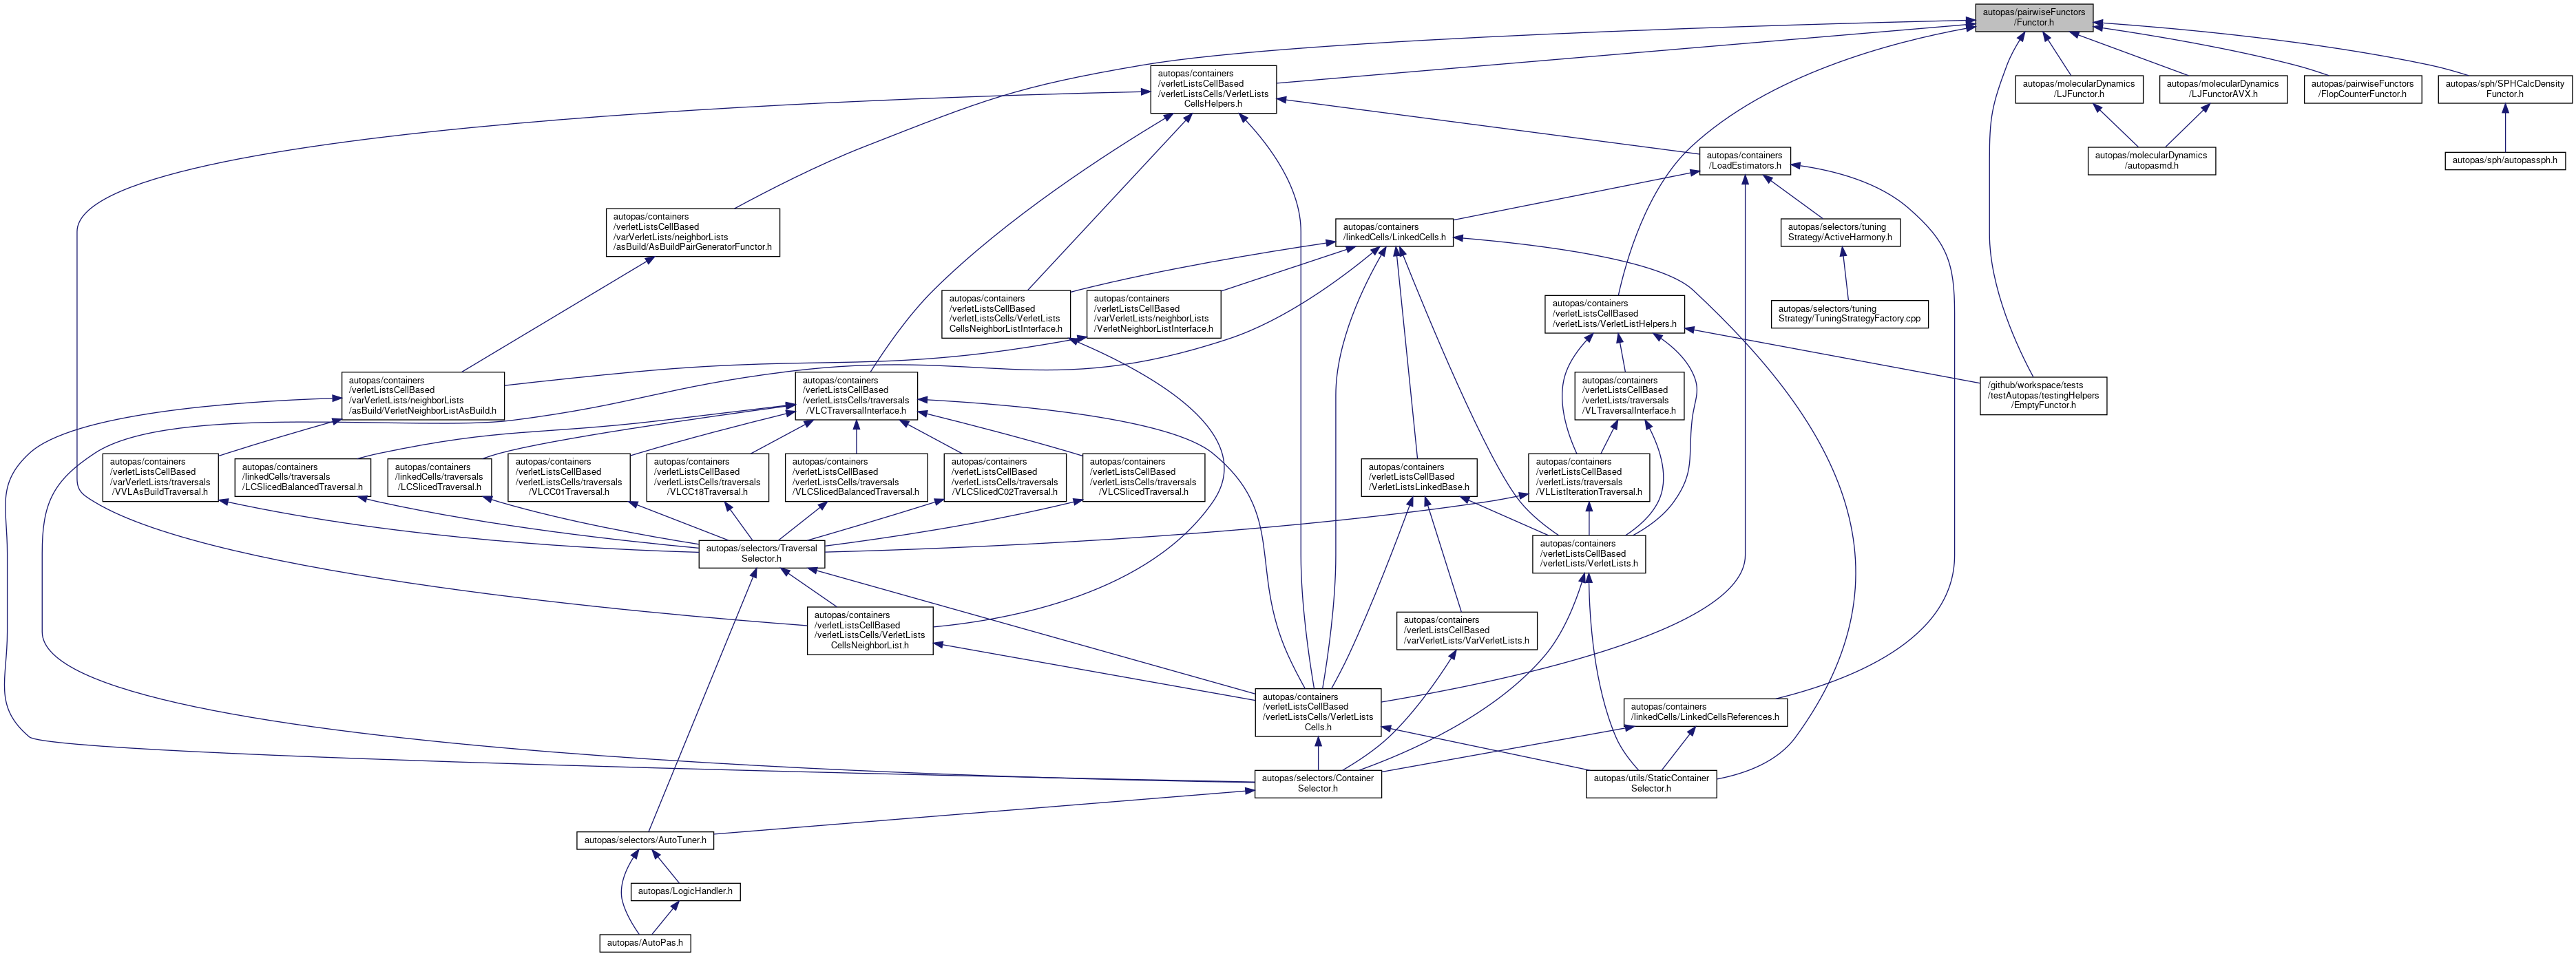 autopas/pairwiseFunctors
/Functor.h
autopas/containers
/verletListsCellBased
/verletListsCells/VerletLists
CellsHelpers.h
autopas/molecularDynamics
/LJFunctor.h
autopas/molecularDynamics
/LJFunctorAVX.h
autopas/pairwiseFunctors
/FlopCounterFunctor.h
autopas/sph/SPHCalcDensity
Functor.h
autopas/containers
/LoadEstimators.h
autopas/molecularDynamics
/autopasmd.h
autopas/sph/autopassph.h
autopas/containers
/verletListsCellBased
/varVerletLists/neighborLists
/asBuild/AsBuildPairGeneratorFunctor.h
autopas/containers
/linkedCells/LinkedCells.h
autopas/selectors/tuning
Strategy/ActiveHarmony.h
autopas/containers
/verletListsCellBased
/verletListsCells/VerletLists
CellsNeighborListInterface.h
autopas/containers
/verletListsCellBased
/varVerletLists/neighborLists
/VerletNeighborListInterface.h
autopas/containers
/verletListsCellBased
/verletLists/VerletListHelpers.h
autopas/selectors/tuning
Strategy/TuningStrategyFactory.cpp
autopas/containers
/verletListsCellBased
/varVerletLists/neighborLists
/asBuild/VerletNeighborListAsBuild.h
autopas/containers
/verletListsCellBased
/verletListsCells/traversals
/VLCTraversalInterface.h
autopas/containers
/verletListsCellBased
/verletLists/traversals
/VLTraversalInterface.h
/github/workspace/tests
/testAutopas/testingHelpers
/EmptyFunctor.h
autopas/containers
/verletListsCellBased
/varVerletLists/traversals
/VVLAsBuildTraversal.h
autopas/containers
/linkedCells/traversals
/LCSlicedBalancedTraversal.h
autopas/containers
/linkedCells/traversals
/LCSlicedTraversal.h
autopas/containers
/verletListsCellBased
/verletListsCells/traversals
/VLCC01Traversal.h
autopas/containers
/verletListsCellBased
/verletListsCells/traversals
/VLCC18Traversal.h
autopas/containers
/verletListsCellBased
/verletListsCells/traversals
/VLCSlicedBalancedTraversal.h
autopas/containers
/verletListsCellBased
/verletListsCells/traversals
/VLCSlicedC02Traversal.h
autopas/containers
/verletListsCellBased
/verletListsCells/traversals
/VLCSlicedTraversal.h
autopas/containers
/verletListsCellBased
/VerletListsLinkedBase.h
autopas/containers
/verletListsCellBased
/verletLists/traversals
/VLListIterationTraversal.h
autopas/selectors/Traversal
Selector.h
autopas/containers
/verletListsCellBased
/verletLists/VerletLists.h
autopas/containers
/verletListsCellBased
/verletListsCells/VerletLists
CellsNeighborList.h
autopas/containers
/verletListsCellBased
/varVerletLists/VarVerletLists.h
autopas/containers
/verletListsCellBased
/verletListsCells/VerletLists
Cells.h
autopas/containers
/linkedCells/LinkedCellsReferences.h
autopas/selectors/Container
Selector.h
autopas/utils/StaticContainer
Selector.h
autopas/selectors/AutoTuner.h
autopas/LogicHandler.h
autopas/AutoPas.h